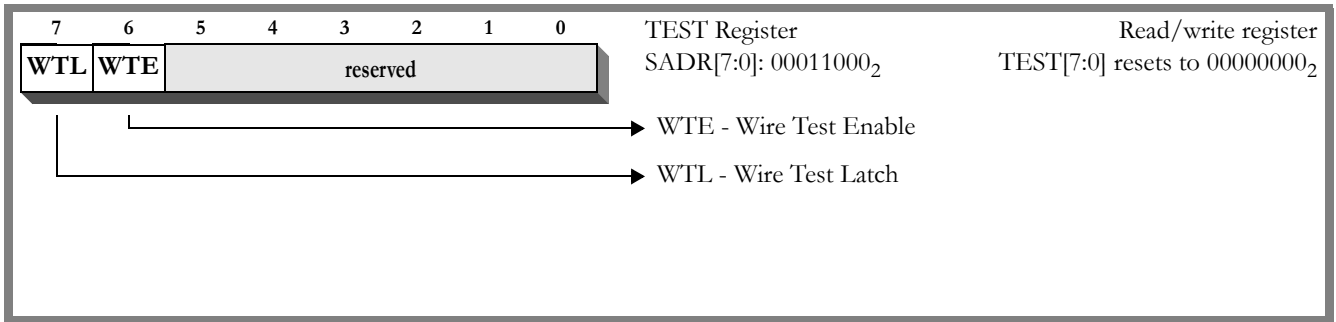 7 6 5 4 3 2 1 0 TEST Register Read/write register
WTL WTE reserved SADR[7:0]: 00011000₂ TEST[7:0] resets to 00000000₂
WTE - Wire Test Enable
WTL - Wire Test Latch